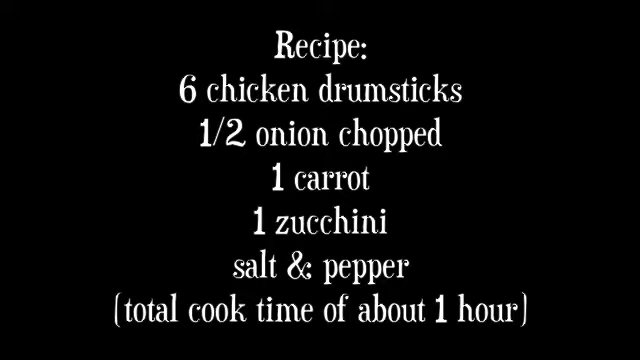 Recipe:
6 chicken drumsticks
1/2 onion chopped
1 carrot
1 zucchini
salt & pepper
(total cook time of about 1 hour)